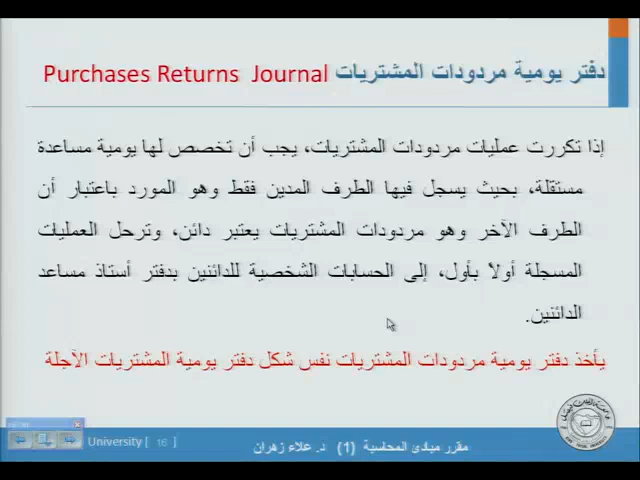 دفتر يومية مردودات المشتريات Purchases Returns Journal
إذا تكررت عمليات مردودات المشتريات، يجب أن تخصص لها يومية مساعدة
مستقلة، بحيث يسجل فيها الطرف المدين فقط وهو المورد باعتبار أن
الطرف الآخر وهو مردودات المشتريات يعتبر دائن، وترحل العمليات
المسجلة أولاً بأول، إلى الحسابات الشخصية للدائنين بدفتر أستاذ مساعد
الدائنين.
يأخذ دفتر يومية مردودات المشتريات نفس شكل دفتر يومية المشتريات الآجلة
مقرر مبادئ المحاسبة (1) د. علاء زهران
University [ 16 ]